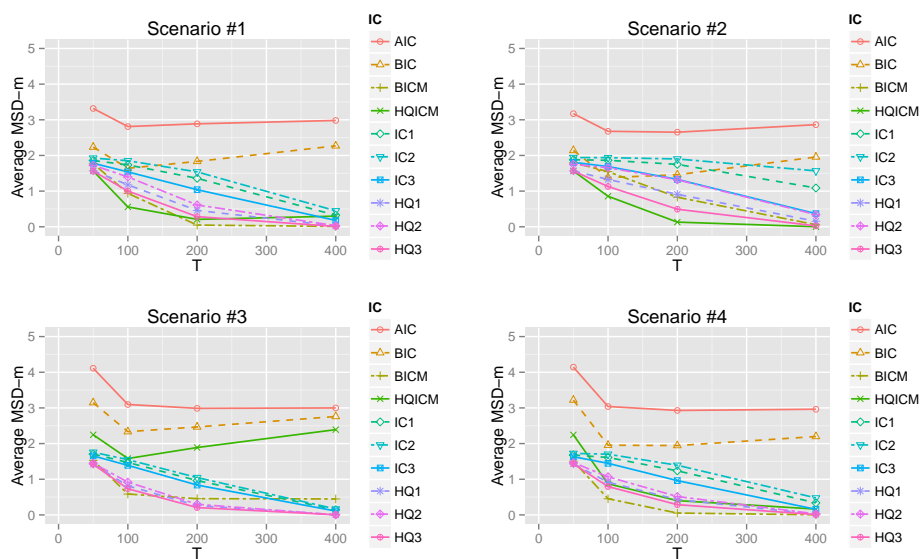 Scenario #1
Average MSD−m
5
4
3
2
1
0
0 100 200 300 400
T
IC
AIC
BIC
BICM
HQICM
IC1
IC2
IC3
HQ1
HQ2
HQ3
Scenario #2
Average MSD−m
5
4
3
2
1
0
0 100 200 300 400
T
IC
AIC
BIC
BICM
HQICM
IC1
IC2
IC3
HQ1
HQ2
HQ3
Scenario #3
Average MSD−m
5
4
3
2
1
0
0 100 200 300 400
T
IC
AIC
BIC
BICM
HQICM
IC1
IC2
IC3
HQ1
HQ2
HQ3
Scenario #4
Average MSD−m
5
4
3
2
1
0
0 100 200 300 400
T
IC
AIC
BIC
BICM
HQICM
IC1
IC2
IC3
HQ1
HQ2
HQ3